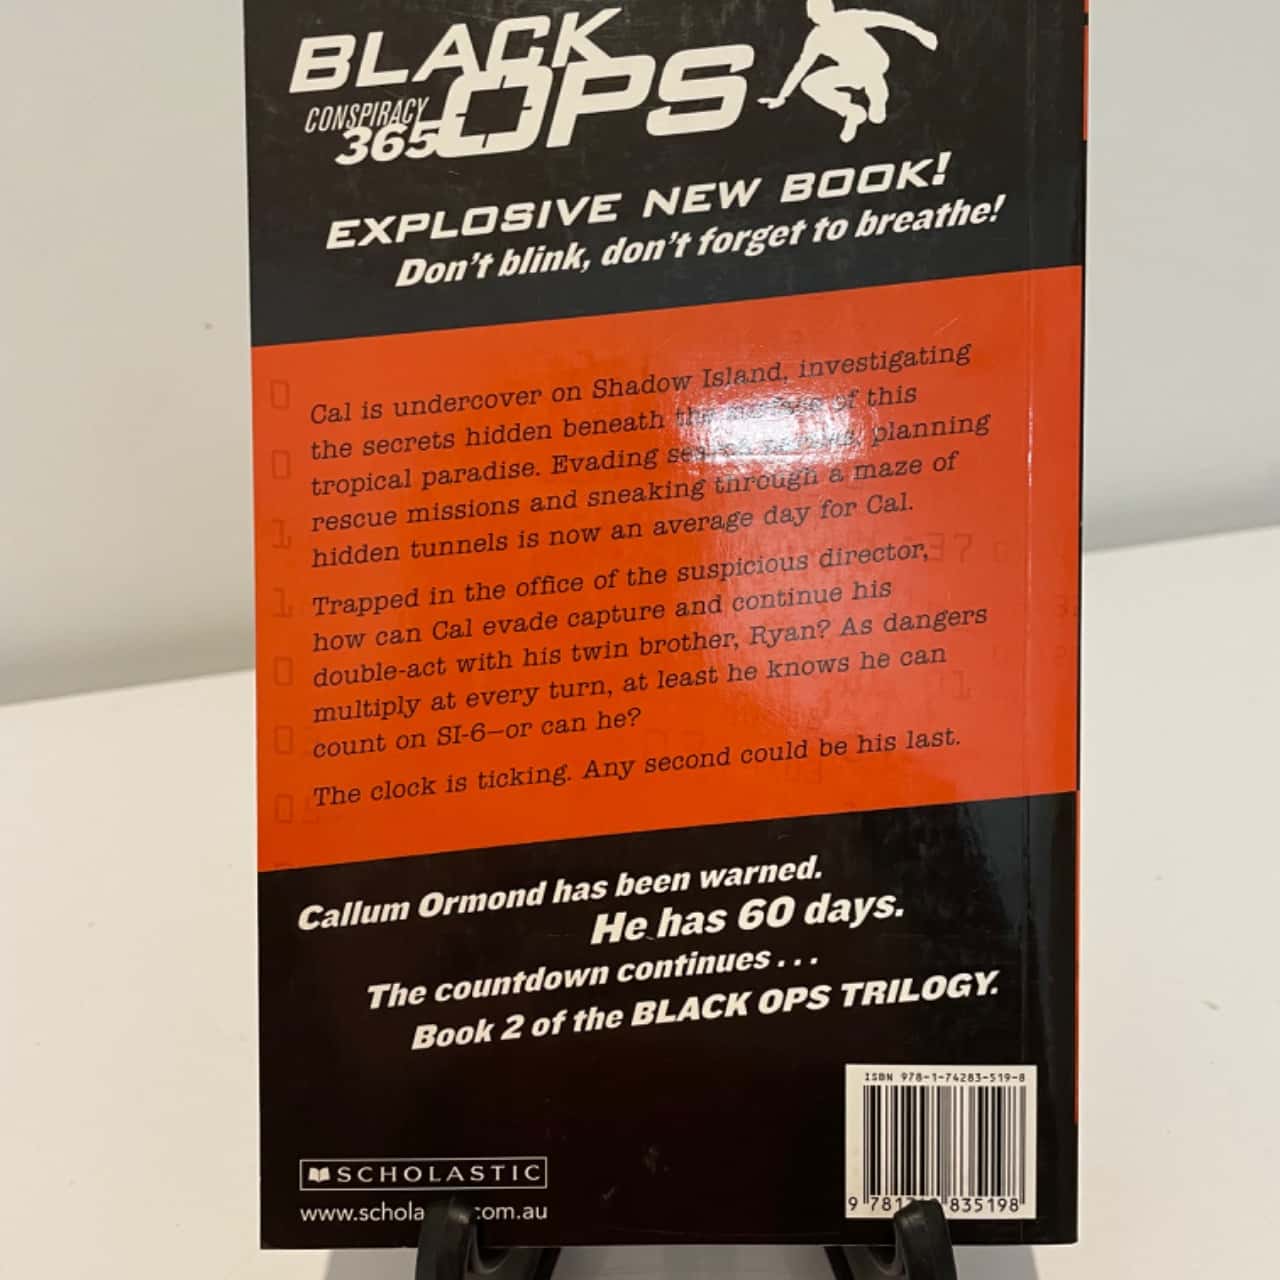 BLACK
CONSPIRACY
365
OPS
EXPLOSIVE NEW BOOK!
Don't blink, don't forget to breathe!
Cal is undercover on Shadow Island, investigating
the secrets hidden beneath the surface of this
tropical paradise. Evading planning
rescue missions and sneaking through a maze of
hidden tunnels is now an average day for Cal.
Trapped in the office of the suspicious director,
how can Cal evade capture and continue his
double-act with his twin brother, Ryan? As dangers
multiply at every turn, at least he knows he can
count on SI-6—or can he?
The clock is ticking. Any second could be his last.
Callum Ormond has been warned.
He has 60 days.
The countdown continues . . .
Book 2 of the BLACK OPS TRILOGY.
ISBN 978-1-74283-519-8
9 781 835198
SCHOLASTIC
www.schola com.au